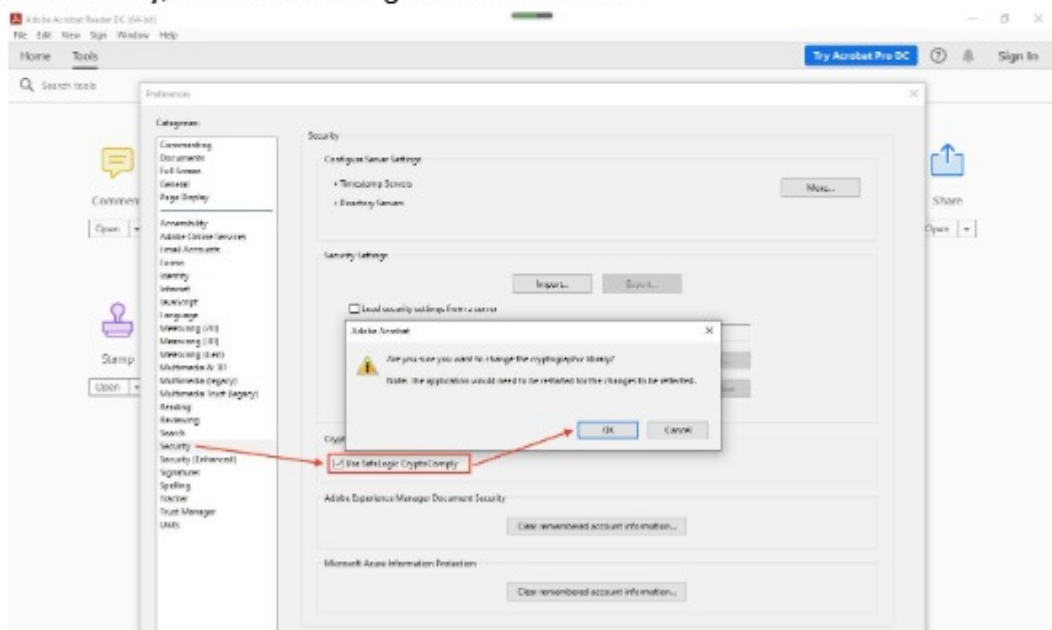 Adobe Acrobat Reader DC (64-bit)
File Edit View Sign Window Help
Home Tools
Try Acrobat Pro DC
Sign In
Search tools
Preferences
Categories:
Commenting
Documents
Full Screen
General
Page Display
Accessibility
Adobe Online Services
Email Accounts
Forms
Identity
Internet
JavaScript
Language
Measuring (2D)
Measuring (3D)
Measuring (Geo)
Multimedia & 3D
Multimedia (legacy)
Multimedia Trust (legacy)
Reading
Reviewing
Search
Security
Security (Enhanced)
Signatures
Spelling
Tracker
Trust Manager
Units
Security
Configure Server Settings
• Timestamp Servers
• Directory Servers
More...
Security Settings
Import...
Export...
Load security settings from a server
Adobe Acrobat
Are you sure you want to change the cryptographic library?
Note: The application would need to be restarted for the changes to be reflected.
OK
Cancel
Crypt
Use SafeLogic CryptoComply
Adobe Experience Manager Document Security
Clear remembered account information...
Microsoft Azure Information Protection
Clear remembered account information...
Commen
Open
Stamp
Open
Share
Open